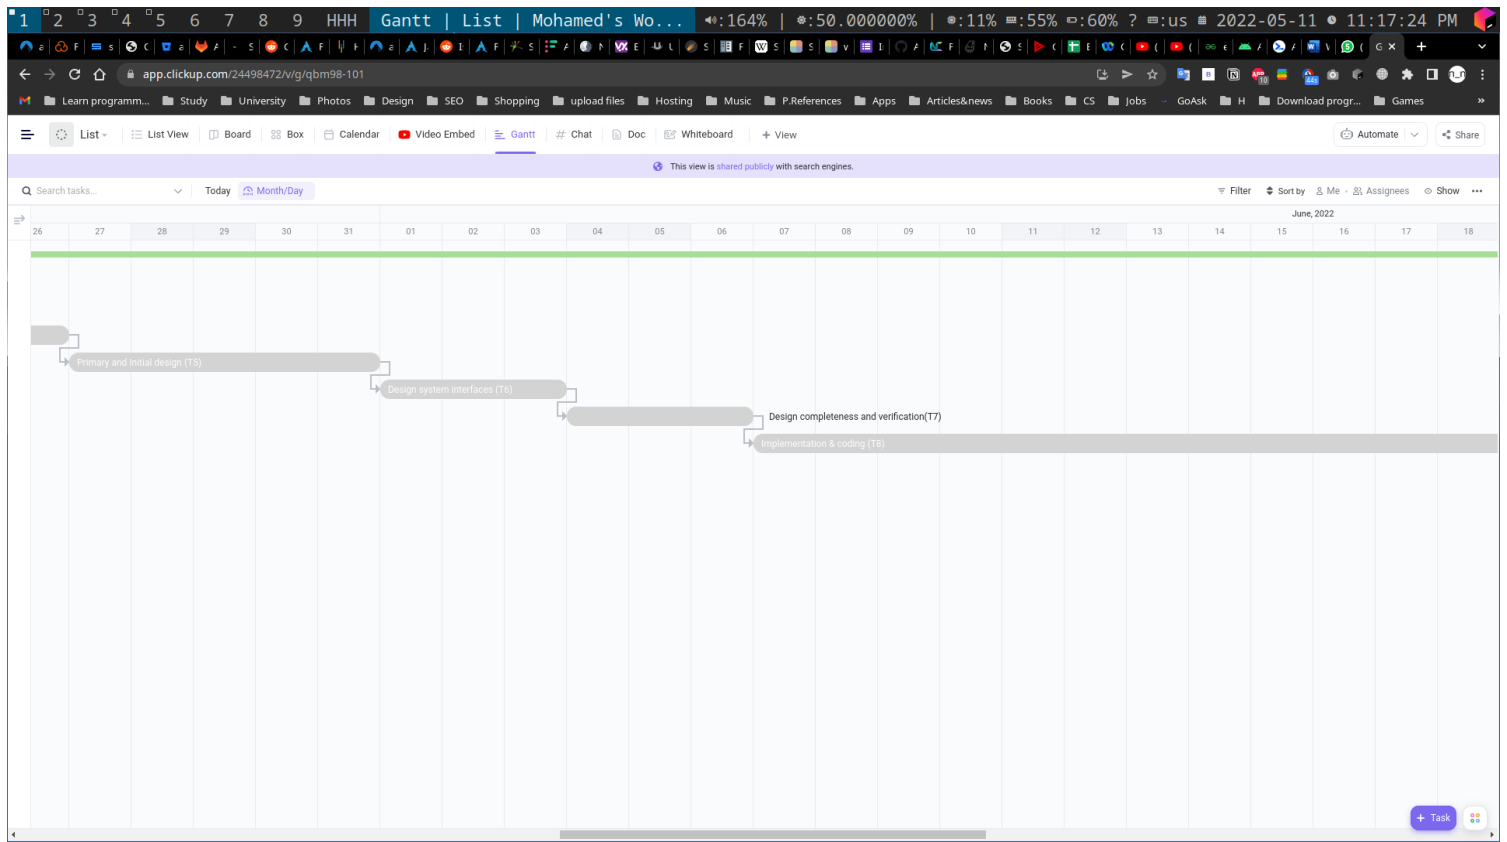 1 2 3 4 5 6 7 8 9 HHH Gantt | List | Mohamed's Wo... :164% | :50.000000% | :11% :55% :60% ? :us 2022-05-11 11:17:24 PM
app.clickup.com/24498472/v/g/qbm98-101
Learn programm... Study University Photos Design SEO Shopping upload files Hosting Music P.References Apps Articles&news Books CS Jobs GoAsk H Download progr... Games »
List List View Board Box Calendar Video Embed Gantt Chat Doc Whiteboard + View Automate Share
This view is shared publicly with search engines.
Search tasks... Today Month/Day Filter Sort by Me Assignees Show
June, 2022
26 27 28 29 30 31 01 02 03 04 05 06 07 08 09 10 11 12 13 14 15 16 17 18
Primary and Initial design (T5)
Design system interfaces (T6)
Design completeness and verification(T7)
Implementation & coding (T8)
+ Task